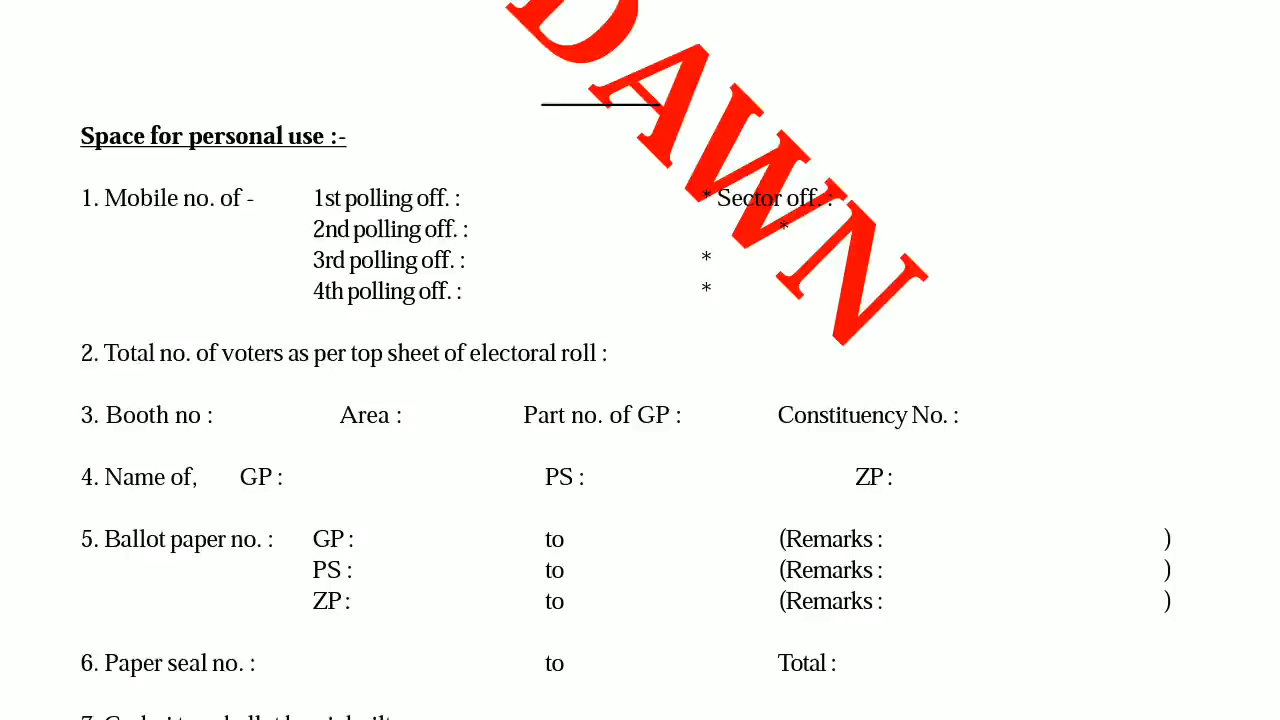 DAWN
Space for personal use :-
1. Mobile no. of - 1st polling off. : * Sector off. :
2nd polling off. : *
3rd polling off. : *
4th polling off. : *
2. Total no. of voters as per top sheet of electoral roll :
3. Booth no : Area : Part no. of GP : Constituency No. :
4. Name of, GP : PS : ZP :
5. Ballot paper no. : GP : to (Remarks : )
PS : to (Remarks : )
ZP : to (Remarks : )
6. Paper seal no. : to Total :